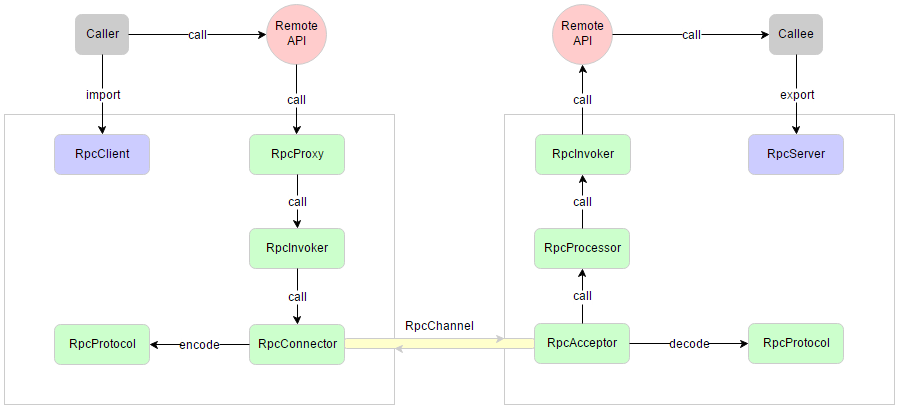 Caller
call
Remote
API
Remote
API
call
Callee
import
call
call
export
RpcClient
RpcProxy
RpcInvoker
RpcServer
call
call
RpcInvoker
RpcProcessor
call
call
RpcChannel
RpcProtocol
encode
RpcConnector
RpcAcceptor
decode
RpcProtocol